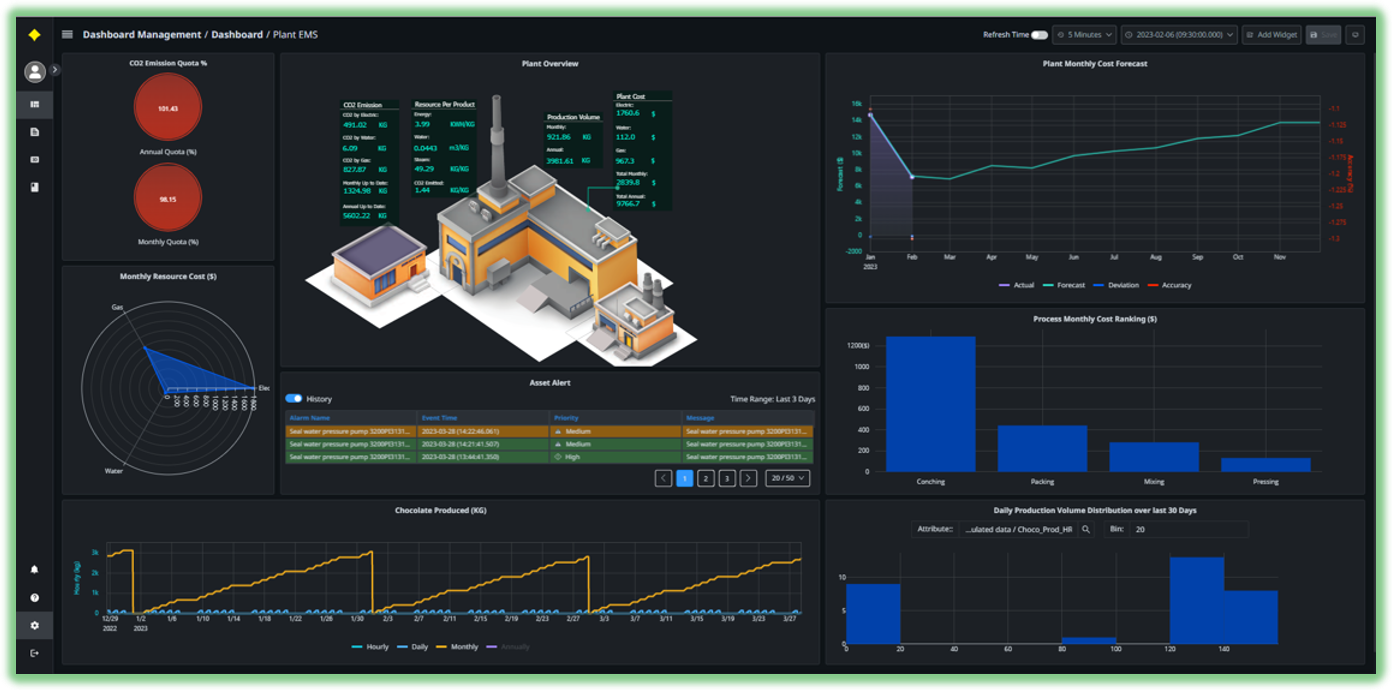 Dashboard Management / Dashboard / Plant EMS
Refresh Time
5 Minutes
2023-02-06 (09:30:00.000)
Add Widget
Save
CO2 Emission Quota %
101.43
Annual Quota (%)
98.15
Monthly Quota (%)
Monthly Resource Cost ($)
Gas
Elec
Water
0 200 400 600 800 1000 1200 1400 1600 1800
Plant Overview
CO2 Emission
CO2 by Electric:
491.02 KG
CO2 by Water:
6.09 KG
CO2 by Gas:
827.87 KG
Monthly Up to Date:
1324.98 KG
Annual Up to Date:
5602.22 KG
Resource Per Product
Energy:
3.99 KWH/KG
Water:
0.0443 m3/KG
Steam:
49.29 KG/KG
CO2 Emitted:
1.44 KG/KG
Production Volume
Monthly:
921.86 KG
Annual:
3981.61 KG
Plant Cost
Electric:
1760.6 $
Water:
112.0 $
Gas:
967.3 $
Total Monthly:
2839.8 $
Total Annual:
9766.7 $
Asset Alert
History
Time Range: Last 3 Days
Alarm Name Event Time Priority Message
Seal water pressure pump 3200PI3131... 2023-03-28 (14:22:46.061) Medium Seal water pressure pump 3200PI3131...
Seal water pressure pump 3200PI3131... 2023-03-28 (14:21:41.507) Medium Seal water pressure pump 3200PI3131...
Seal water pressure pump 3200PI3131... 2023-03-28 (13:44:41.350) High Seal water pressure pump 3200PI3131...
1 2 3 20 / 50
Plant Monthly Cost Forecast
Forecast ($)
16k
14k
12k
10k
8k
6k
4k
2k
0
-2000
-1.1
-1.125
-1.15
-1.175
-1.2
-1.225
-1.25
-1.275
-1.3
Accuracy (%)
Jan Feb Mar Apr May Jun Jul Aug Sep Oct Nov
2023
Actual Forecast Deviation Accuracy
Process Monthly Cost Ranking ($)
1200($)
1000
800
600
400
200
0
Conching Packing Mixing Pressing
Chocolate Produced (KG)
Hourly (kg)
3k
2k
1k
0
12/29 1/2 1/6 1/10 1/14 1/18 1/22 1/26 1/30 2/3 2/7 2/11 2/15 2/19 2/23 2/27 3/3 3/7 3/11 3/15 3/19 3/23 3/27
2022 2023
Hourly Daily Monthly Annually
Daily Production Volume Distribution over last 30 Days
Attribute:: ...ulated data / Choco_Prod_HR Bin: 20
10
5
0
0 20 40 60 80 100 120 140